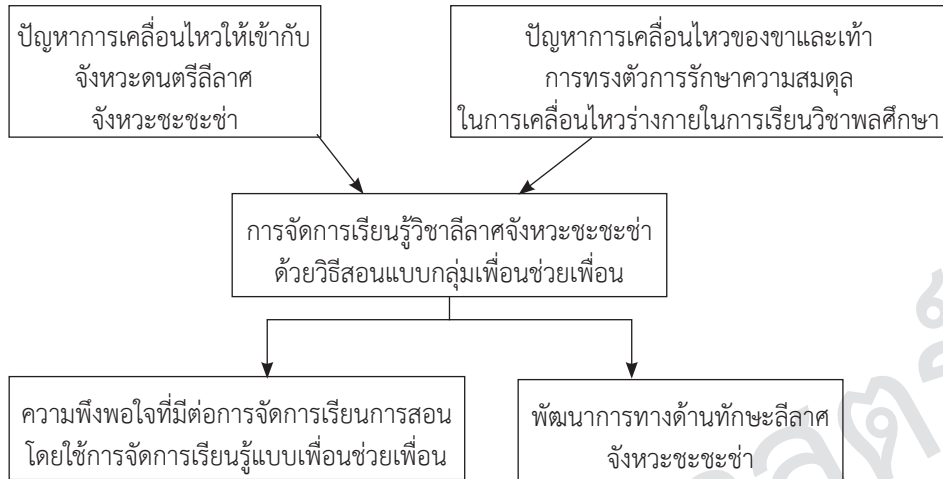 ปัญหาการเคลื่อนไหวให้เข้ากับ
จังหวะดนตรีลีลาศ
จังหวะชะชะช่า
ปัญหาการเคลื่อนไหวของขาและเท้า
การทรงตัวการรักษาความสมดุล
ในการเคลื่อนไหวร่างกายในการเรียนวิชาพลศึกษา
การจัดการเรียนรู้วิชาลีลาศจังหวะชะชะช่า
ด้วยวิธีสอนแบบกลุ่มเพื่อนช่วยเพื่อน
ความพึงพอใจที่มีต่อการจัดการเรียนการสอน
โดยใช้การจัดการเรียนรู้แบบเพื่อนช่วยเพื่อน
พัฒนาการทางด้านทักษะลีลาศ
จังหวะชะชะช่า